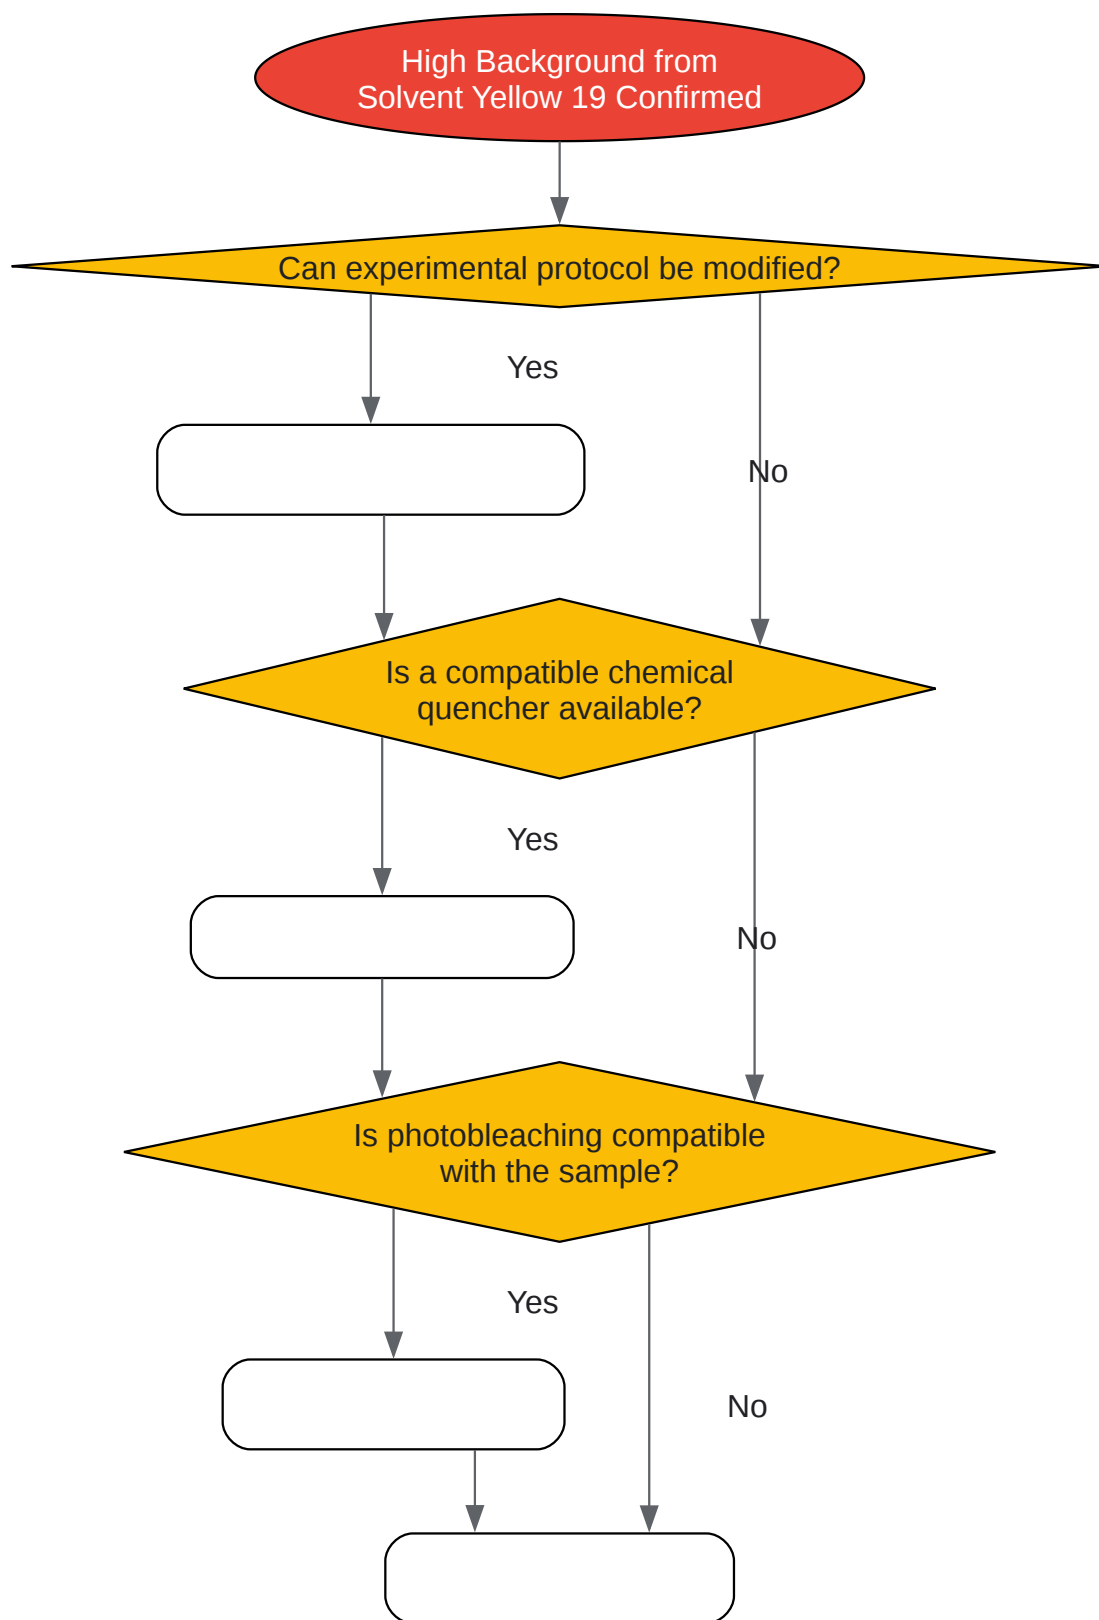 High Background from
Solvent Yellow 19 Confirmed
Can experimental protocol be modified?
Yes
No
Is a compatible chemical
quencher available?
Yes
No
Is photobleaching compatible
with the sample?
Yes
No